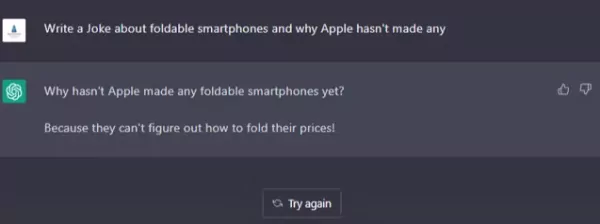 Write a Joke about foldable smartphones and why Apple hasn't made any
Why hasn't Apple made any foldable smartphones yet?
Because they can't figure out how to fold their prices!
Try again